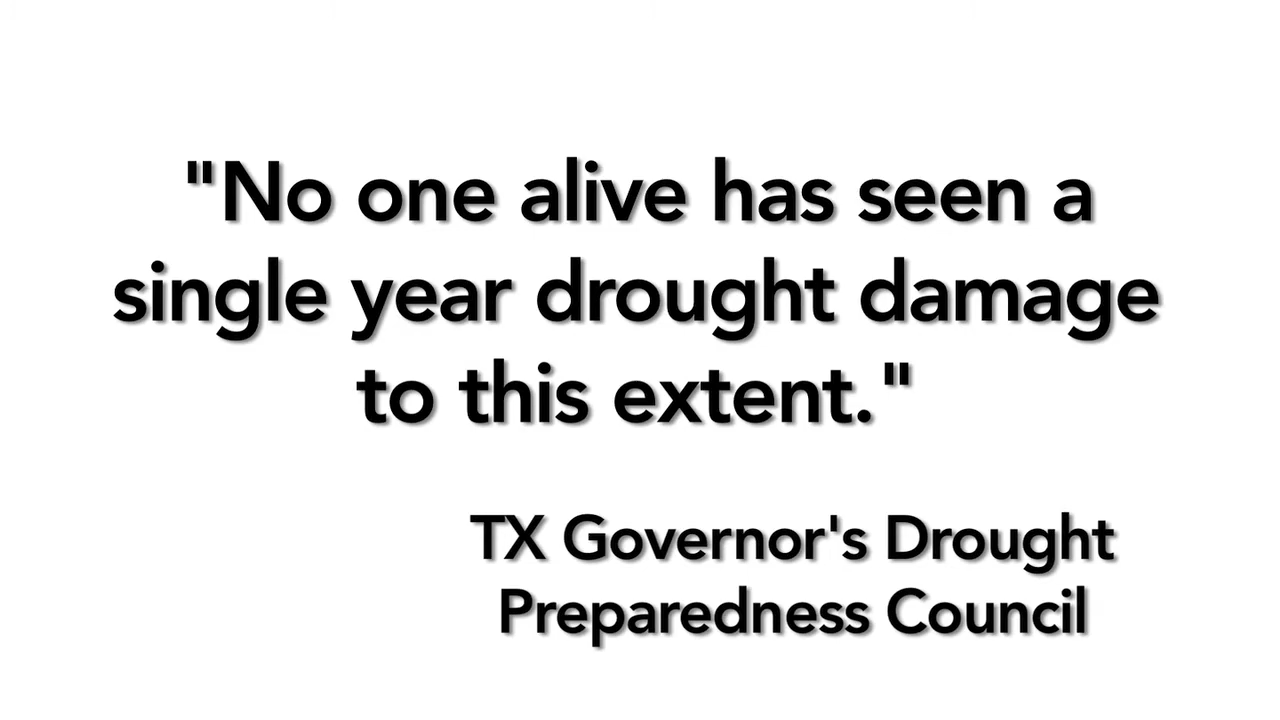 "No one alive has seen a
single year drought damage
to this extent."
TX Governor's Drought
Preparedness Council